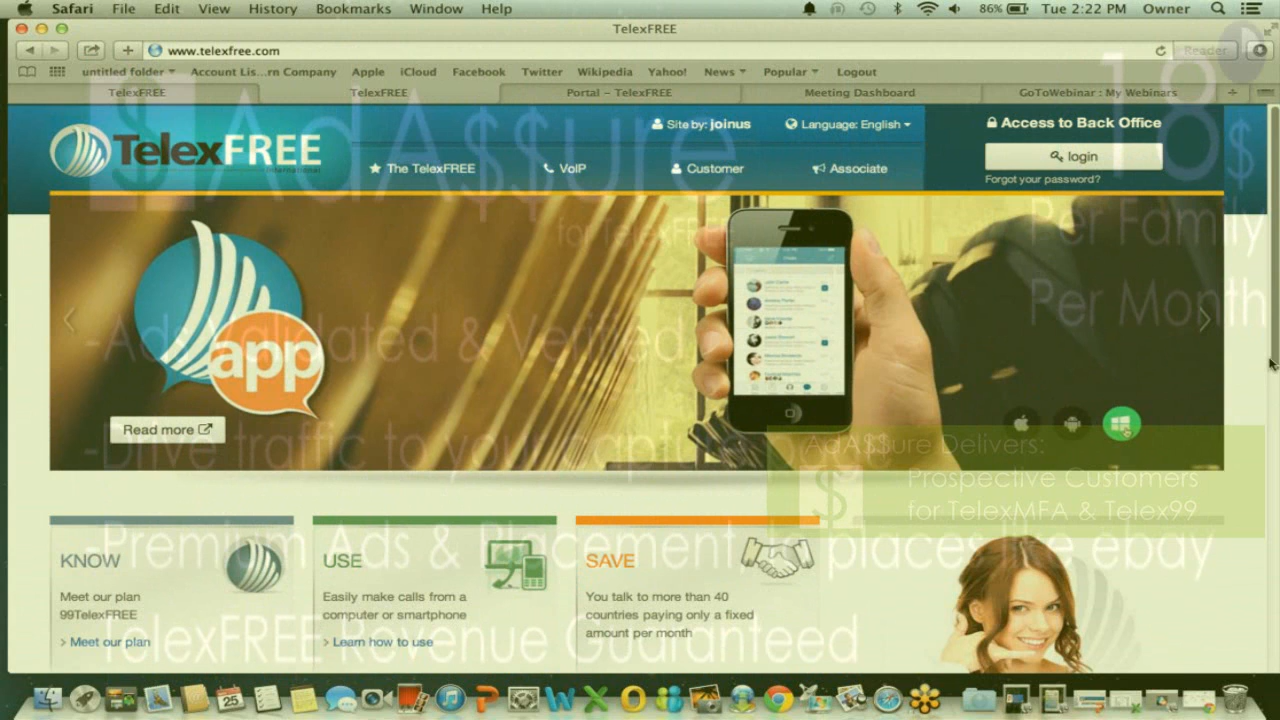 Safari File Edit View History Bookmarks Window Help 86% Tue 2:22 PM Owner
TelexFREE
www.telexfree.com Reader
untitled folder Account Lis...rn Company Apple iCloud Facebook Twitter Wikipedia Yahoo! News Popular Logout
TelexFREE TelexFREE Portal – TelexFREE Meeting Dashboard GoToWebinar : My Webinars
18$
Per Family
Per Month
$ AdA$$ure
for TelexFREE
TelexFREE
International
Site by: joinus Language: English
The TelexFREE VoIP Customer Associate
Access to Back Office
login
Forgot your password?
app
Read more
-Ads Validated & Verified
-Drive traffic to your
-Premium Ads & Placement places like ebay
-TelexFREE Revenue Guaranteed
AdA$$ure Delivers:
$
Prospective Customers
for TelexMFA & Telex99
KNOW
Meet our plan
99TelexFREE
> Meet our plan
USE
Easily make calls from a
computer or smartphone
> Learn how to use
SAVE
You talk to more than 40
countries paying only a fixed
amount per month
25